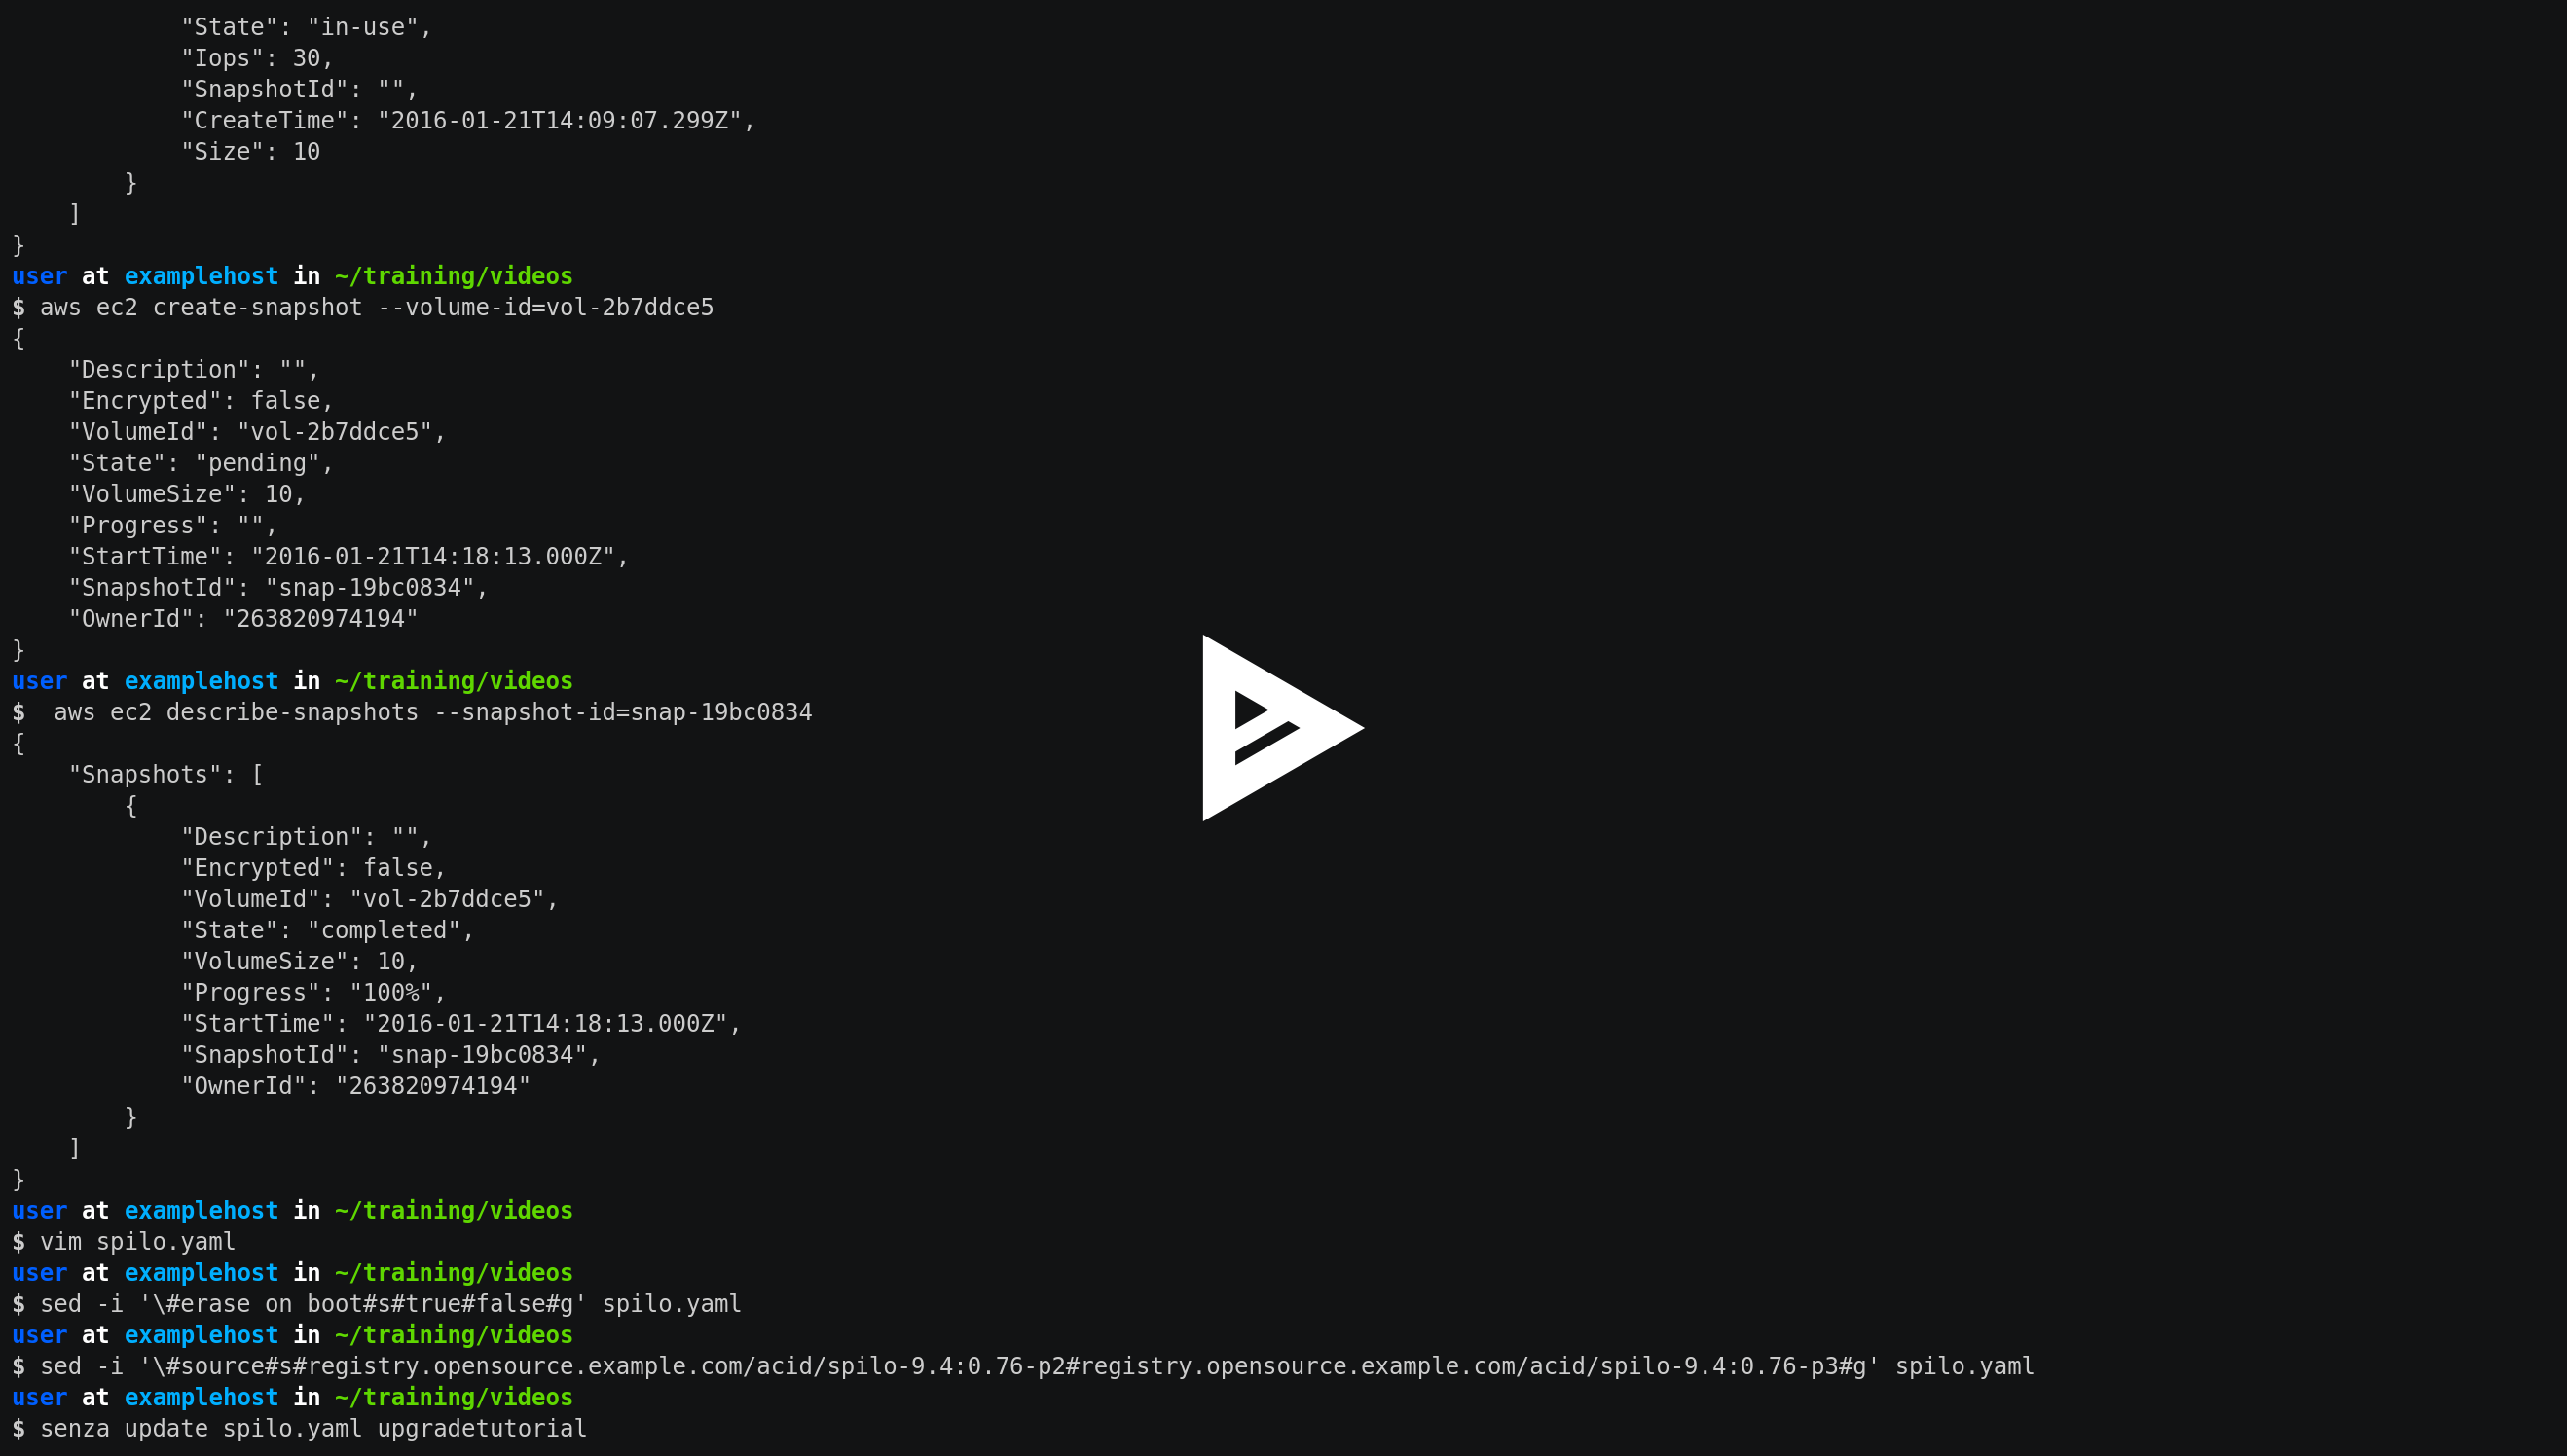 "State": "in-use",
            "Iops": 30,
            "SnapshotId": "",
            "CreateTime": "2016-01-21T14:09:07.299Z",
            "Size": 10
        }
    ]
}
user at examplehost in ~/training/videos
$ aws ec2 create-snapshot --volume-id=vol-2b7ddce5
{
    "Description": "",
    "Encrypted": false,
    "VolumeId": "vol-2b7ddce5",
    "State": "pending",
    "VolumeSize": 10,
    "Progress": "",
    "StartTime": "2016-01-21T14:18:13.000Z",
    "SnapshotId": "snap-19bc0834",
    "OwnerId": "263820974194"
}
user at examplehost in ~/training/videos
$  aws ec2 describe-snapshots --snapshot-id=snap-19bc0834
{
    "Snapshots": [
        {
            "Description": "",
            "Encrypted": false,
            "VolumeId": "vol-2b7ddce5",
            "State": "completed",
            "VolumeSize": 10,
            "Progress": "100%",
            "StartTime": "2016-01-21T14:18:13.000Z",
            "SnapshotId": "snap-19bc0834",
            "OwnerId": "263820974194"
        }
    ]
}
user at examplehost in ~/training/videos
$ vim spilo.yaml
user at examplehost in ~/training/videos
$ sed -i '\#erase on boot#s#true#false#g' spilo.yaml
user at examplehost in ~/training/videos
$ sed -i '\#source#s#registry.opensource.example.com/acid/spilo-9.4:0.76-p2#registry.opensource.example.com/acid/spilo-9.4:0.76-p3#g' spilo.yaml
user at examplehost in ~/training/videos
$ senza update spilo.yaml upgradetutorial